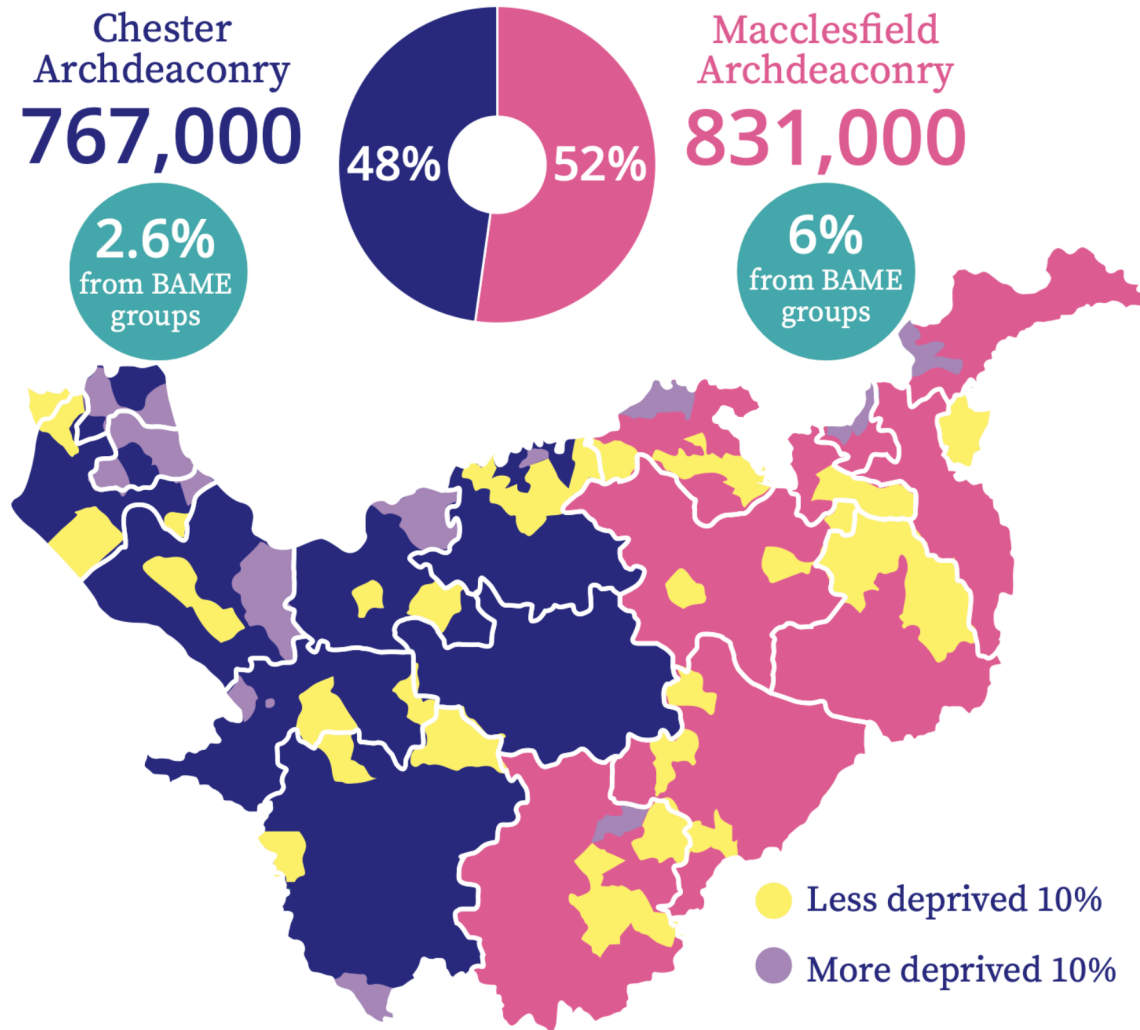 Chester
Archdeaconry
767,000
2.6%
from BAME
groups
48%
52%
Macclesfield
Archdeaconry
831,000
6%
from BAME
groups
Less deprived 10%
More deprived 10%